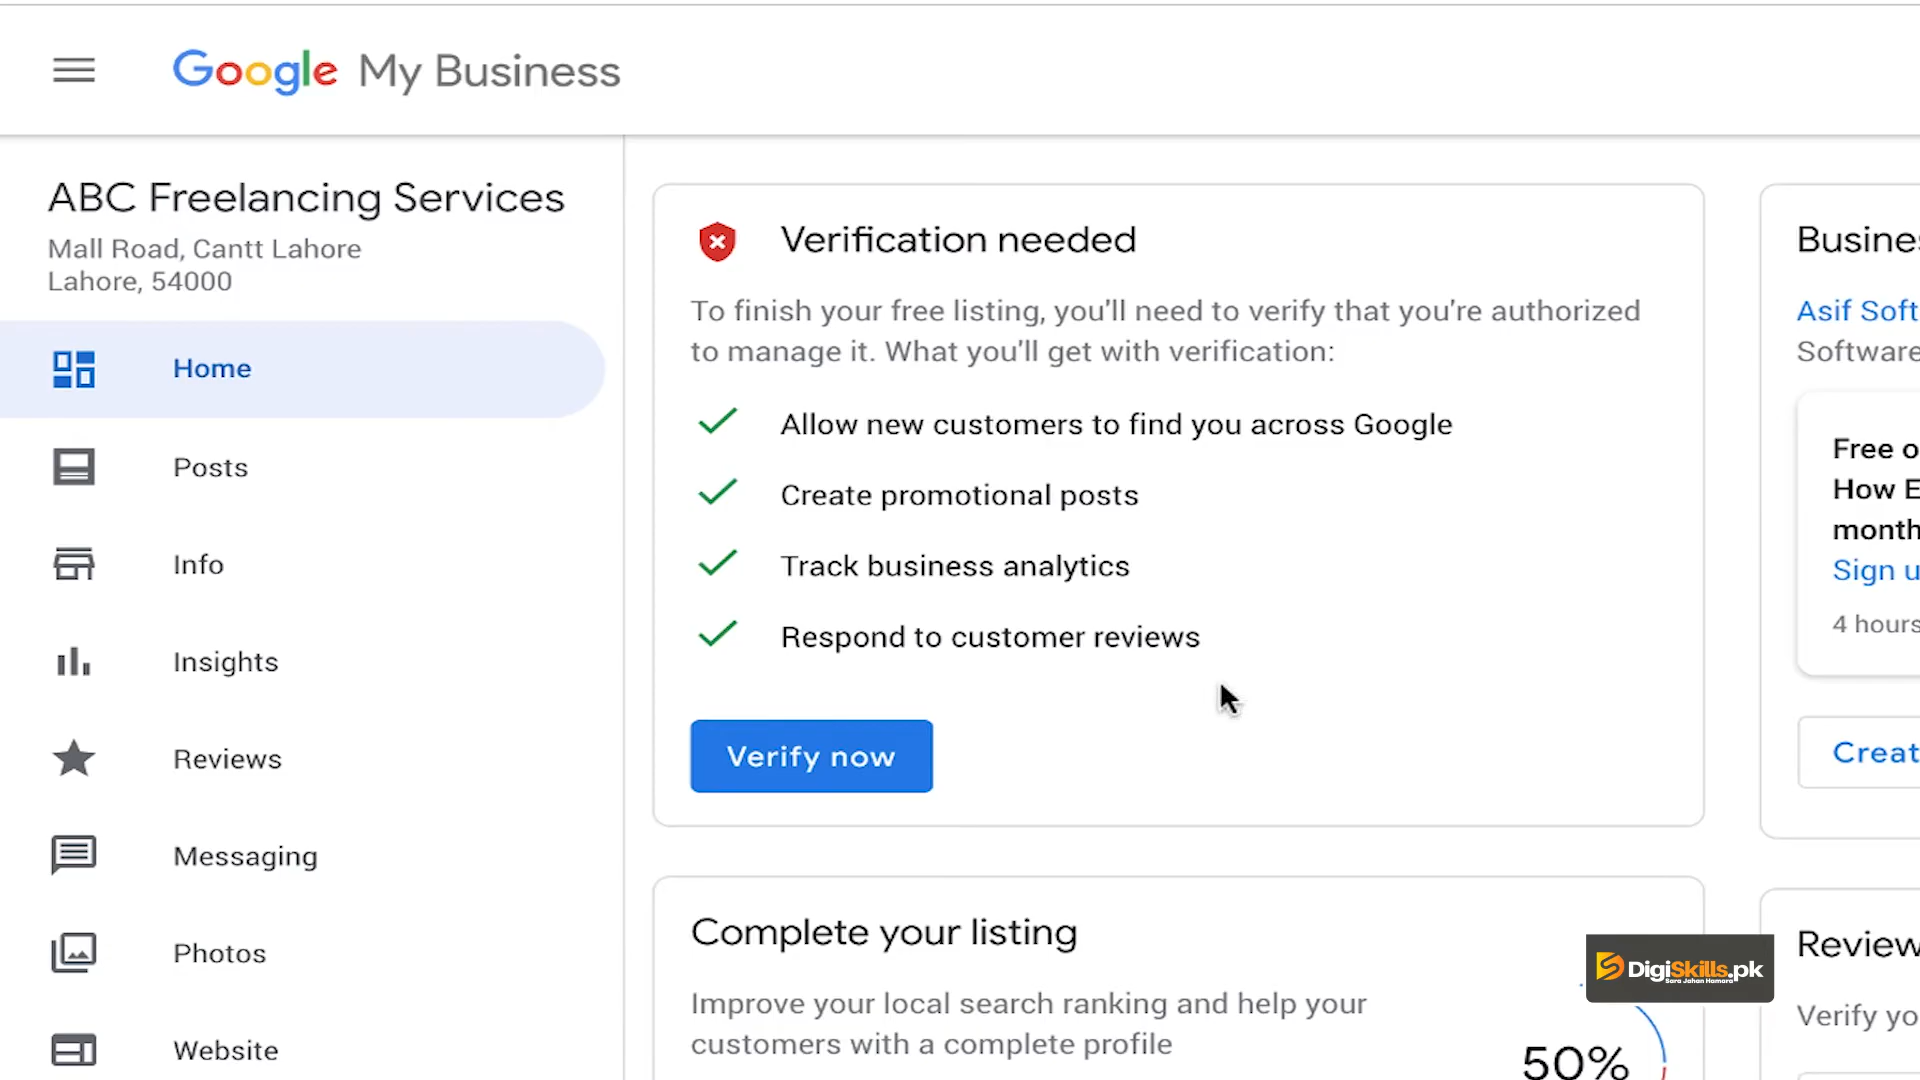 Google My Business
ABC Freelancing Services
Mall Road, Cantt Lahore
Lahore, 54000
Home
Posts
Info
Insights
Reviews
Messaging
Photos
Website
Verification needed
To finish your free listing, you'll need to verify that you're authorized
to manage it. What you'll get with verification:
Allow new customers to find you across Google
Create promotional posts
Track business analytics
Respond to customer reviews
Verify now
Complete your listing
Improve your local search ranking and help your
customers with a complete profile
50%
Busines
Asif Soft
Software
Free o
How E
month
Sign u
4 hours
Creat
Review
Verify yo
DigiSkills.pk
Sara Jahan Hamara